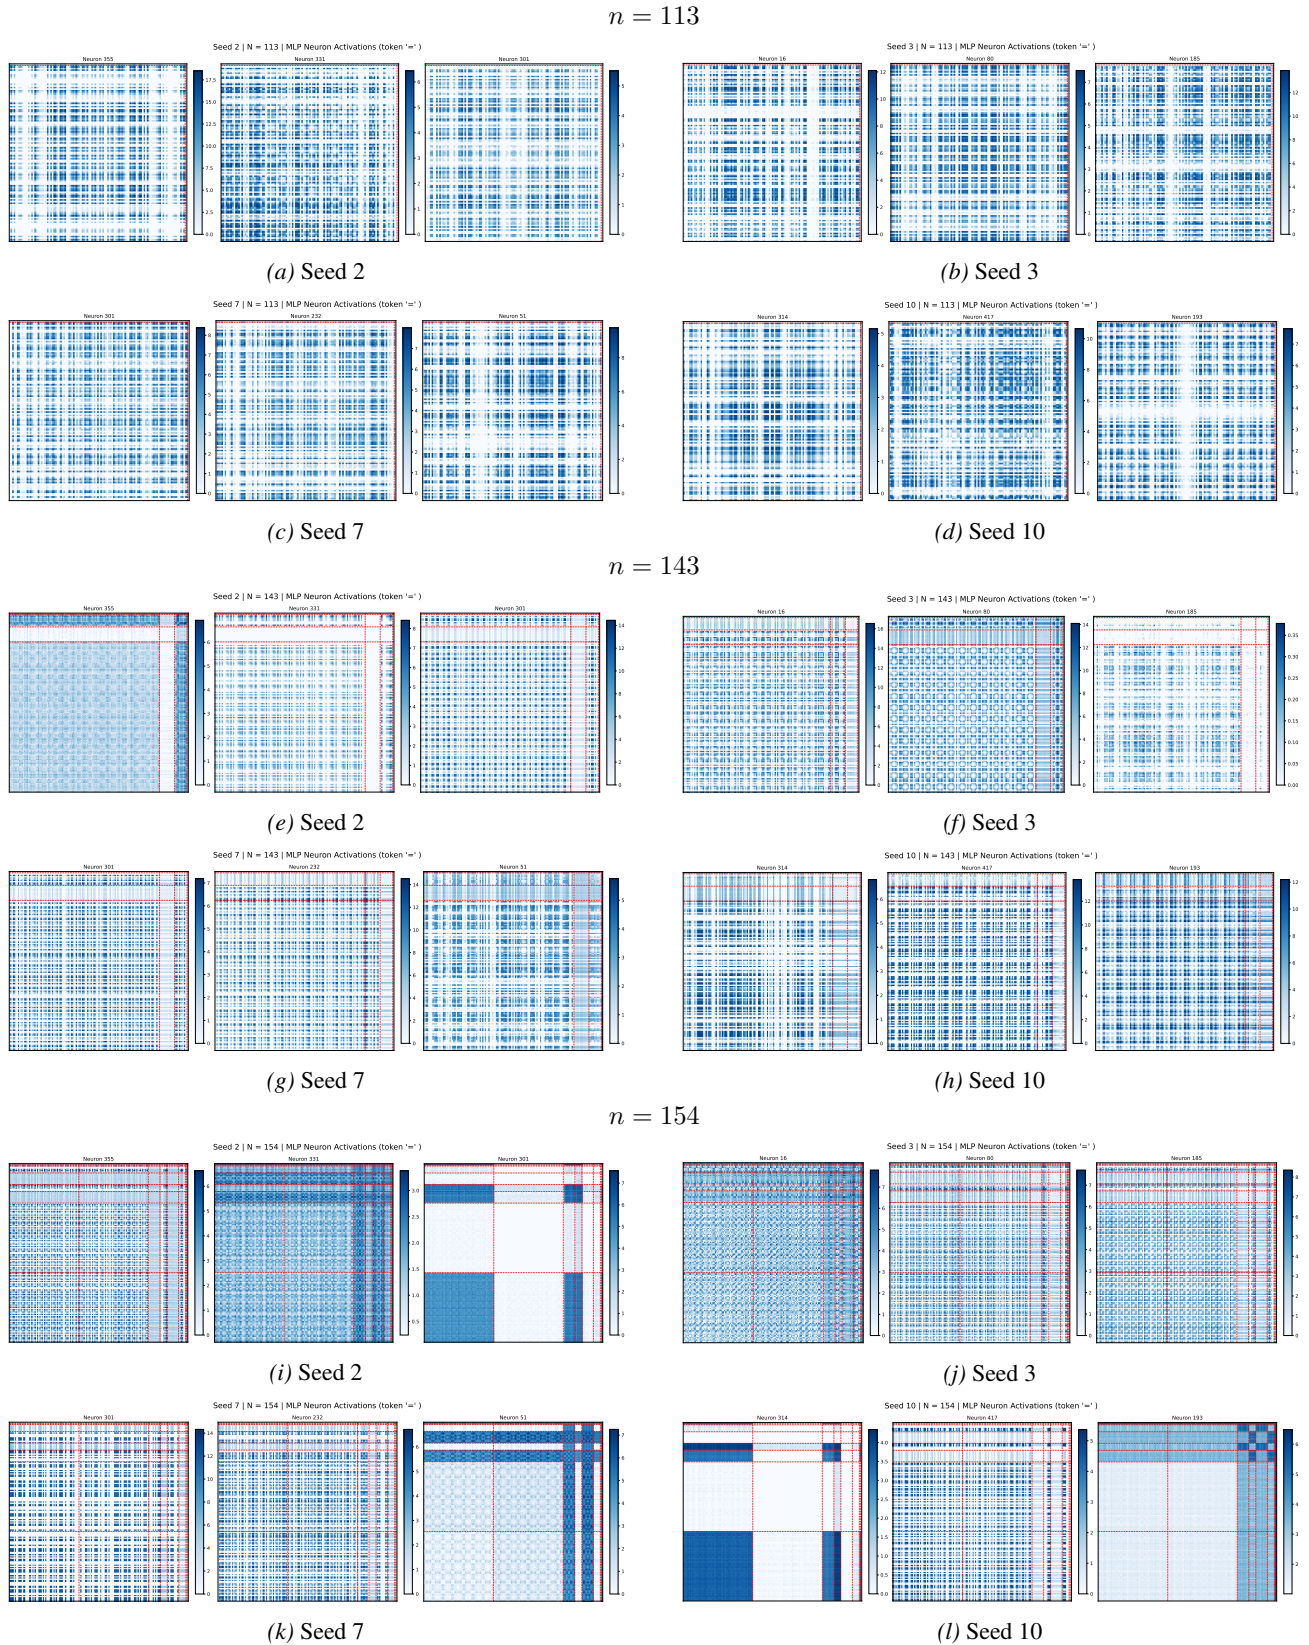 n = 113
Seed 2 | N = 113 | MLP Neuron Activations (token '=' )
Neuron 355 Neuron 331 Neuron 301
(a) Seed 2
Seed 3 | N = 113 | MLP Neuron Activations (token '=' )
Neuron 16 Neuron 80 Neuron 185
(b) Seed 3
Seed 7 | N = 113 | MLP Neuron Activations (token '=' )
Neuron 301 Neuron 232 Neuron 51
(c) Seed 7
Seed 10 | N = 113 | MLP Neuron Activations (token '=' )
Neuron 314 Neuron 417 Neuron 193
(d) Seed 10
n = 143
Seed 2 | N = 143 | MLP Neuron Activations (token '=' )
Neuron 355 Neuron 331 Neuron 301
(e) Seed 2
Seed 3 | N = 143 | MLP Neuron Activations (token '=' )
Neuron 16 Neuron 80 Neuron 185
(f) Seed 3
Seed 7 | N = 143 | MLP Neuron Activations (token '=' )
Neuron 301 Neuron 232 Neuron 51
(g) Seed 7
Seed 10 | N = 143 | MLP Neuron Activations (token '=' )
Neuron 314 Neuron 417 Neuron 193
(h) Seed 10
n = 154
Seed 2 | N = 154 | MLP Neuron Activations (token '=' )
Neuron 355 Neuron 331 Neuron 301
(i) Seed 2
Seed 3 | N = 154 | MLP Neuron Activations (token '=' )
Neuron 16 Neuron 80 Neuron 185
(j) Seed 3
Seed 7 | N = 154 | MLP Neuron Activations (token '=' )
Neuron 301 Neuron 232 Neuron 51
(k) Seed 7
Seed 10 | N = 154 | MLP Neuron Activations (token '=' )
Neuron 314 Neuron 417 Neuron 193
(l) Seed 10